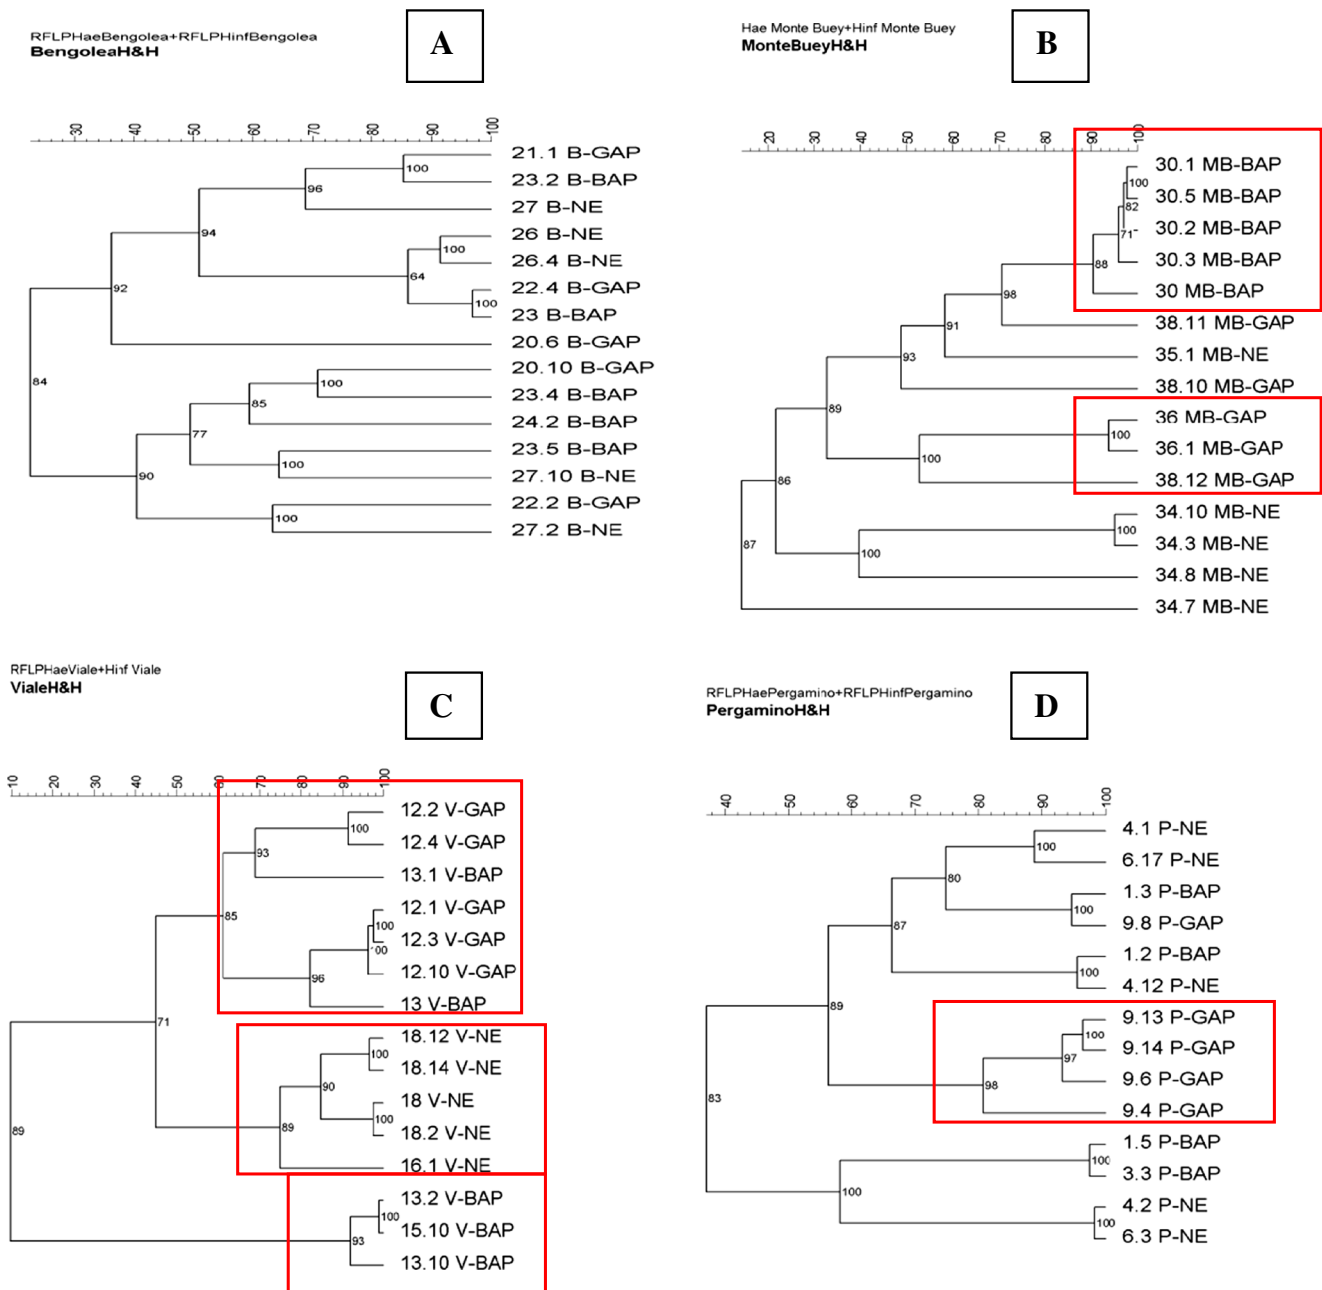 RFLPHaeBengolea+RFLPHinfBengolea
BengoleaH&H
A
30 40 50 60 70 80 90 100
21.1 B-GAP
100
23.2 B-BAP
96
27 B-NE
94
26 B-NE
100
26.4 B-NE
64
22.4 B-GAP
92
100
23 B-BAP
20.6 B-GAP
84
20.10 B-GAP
100
23.4 B-BAP
85
24.2 B-BAP
77
23.5 B-BAP
100
27.10 B-NE
90
22.2 B-GAP
100
27.2 B-NE
Hae Monte Buey+Hinf Monte Buey
MonteBueyH&H
B
20 30 40 50 60 70 80 90 100
30.1 MB-BAP
100
30.5 MB-BAP
82
30.2 MB-BAP
71
30.3 MB-BAP
88
30 MB-BAP
98
38.11 MB-GAP
91
35.1 MB-NE
93
38.10 MB-GAP
89
36 MB-GAP
100
36.1 MB-GAP
100
38.12 MB-GAP
86
34.10 MB-NE
100
34.3 MB-NE
87
100
34.8 MB-NE
34.7 MB-NE
RFLPHaeViale+Hinf Viale
VialeH&H
C
10 20 30 40 50 60 70 80 90 100
12.2 V-GAP
100
12.4 V-GAP
93
13.1 V-BAP
12.1 V-GAP
85
100
12.3 V-GAP
100
12.10 V-GAP
96
13 V-BAP
71
18.12 V-NE
100
18.14 V-NE
90
18 V-NE
100
18.2 V-NE
89
89
16.1 V-NE
13.2 V-BAP
100
15.10 V-BAP
93
13.10 V-BAP
RFLPHaePergamino+RFLPHinfPergamino
PergaminoH&H
D
40 50 60 70 80 90 100
4.1 P-NE
100
6.17 P-NE
80
1.3 P-BAP
100
9.8 P-GAP
87
1.2 P-BAP
100
4.12 P-NE
89
9.13 P-GAP
100
9.14 P-GAP
97
9.6 P-GAP
98
83
9.4 P-GAP
1.5 P-BAP
100
3.3 P-BAP
100
4.2 P-NE
100
6.3 P-NE